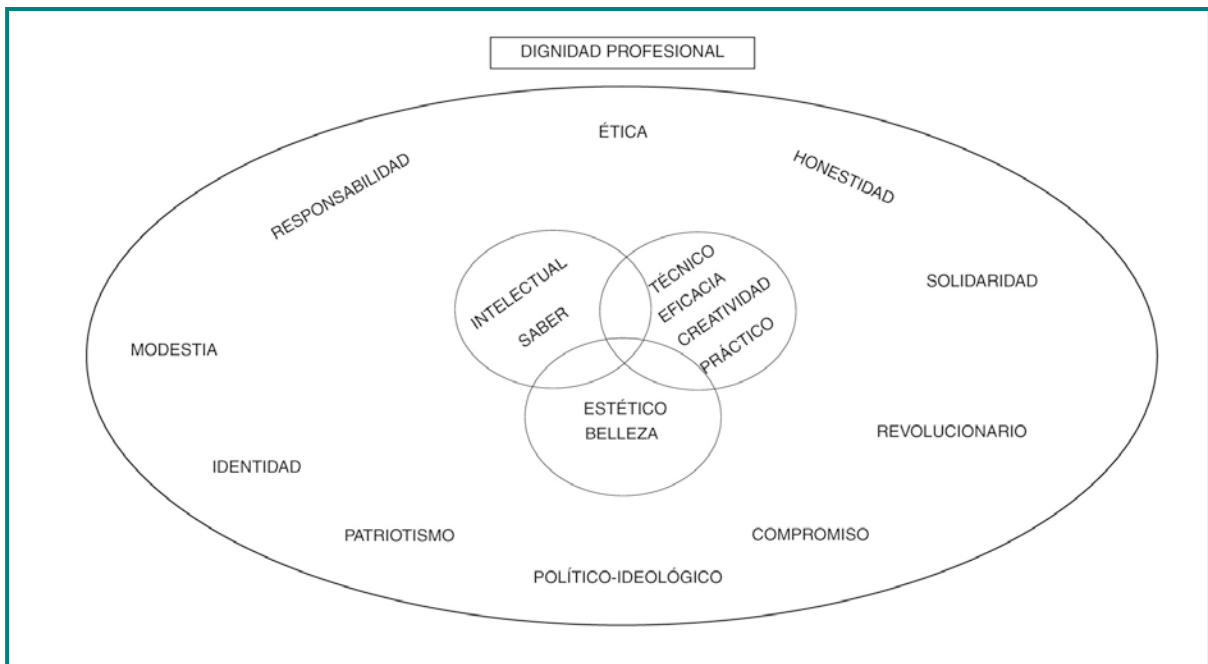 DIGNIDAD PROFESIONAL
ÉTICA
RESPONSABILIDAD
HONESTIDAD
INTELECTUAL
SABER
TÉCNICO
EFICACIA
CREATIVIDAD
PRÁCTICO
SOLIDARIDAD
MODESTIA
ESTÉTICO
BELLEZA
REVOLUCIONARIO
IDENTIDAD
PATRIOTISMO
COMPROMISO
POLÍTICO-IDEOLÓGICO